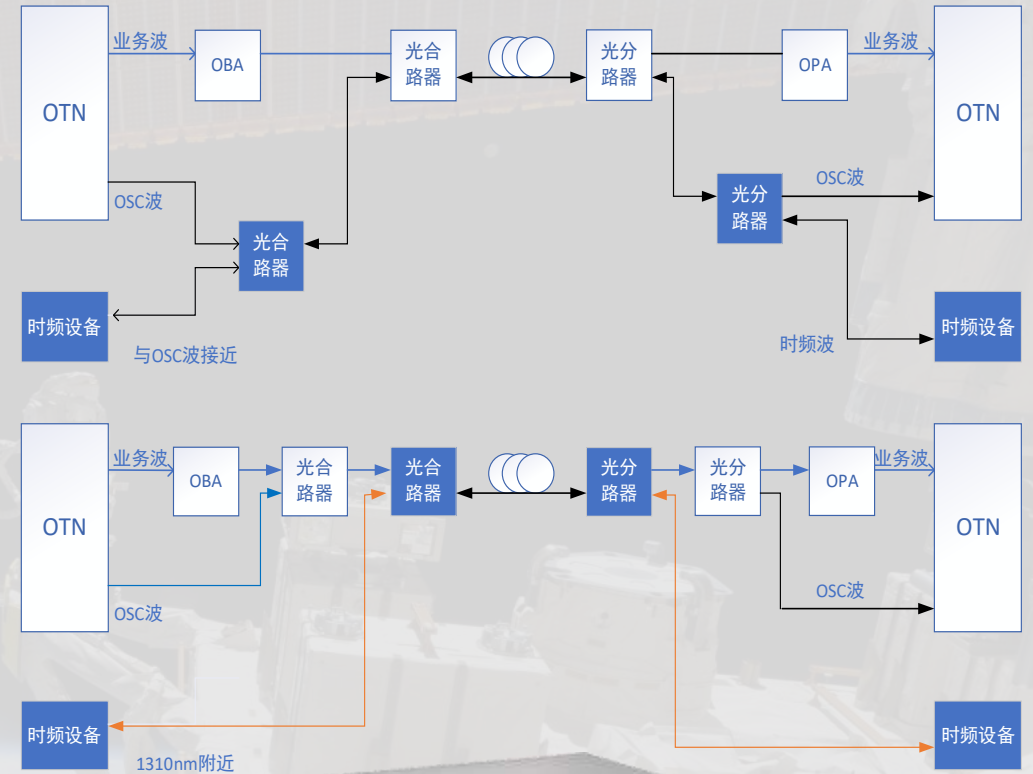 业务波
OBA
光合
路器
光分
路器
OPA
业务波
OTN
OTN
OSC波
光合
路器
光分
路器
OSC波
时频设备
与OSC波接近
时频波
时频设备
业务波
OBA
光合
路器
光合
路器
光分
路器
光分
路器
OPA
业务波
OTN
OTN
OSC波
OSC波
时频设备
1310nm附近
时频设备